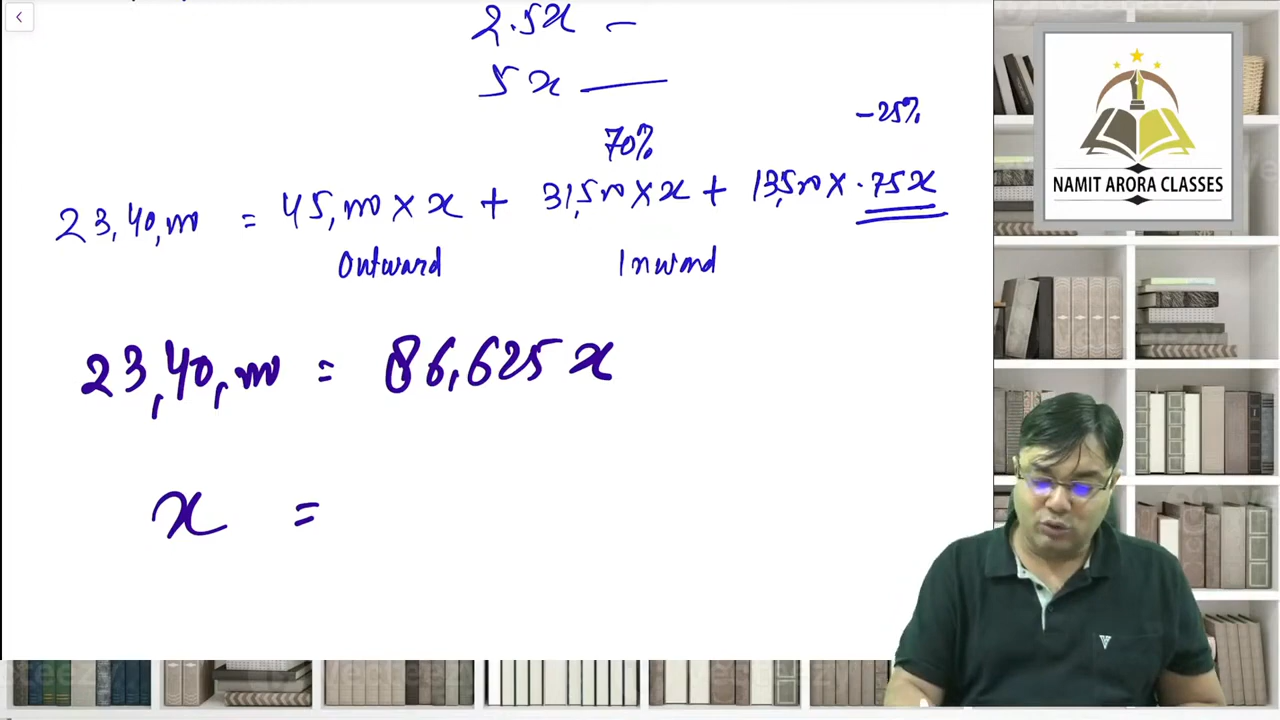 2.5x —
5x —
-25%
70%
23,40,000 = 45,000 × x + 31,500 × x + 13,500 × .75x
Outward Inward
23,40,000 = 86,625 x
x =
NAMIT ARORA CLASSES